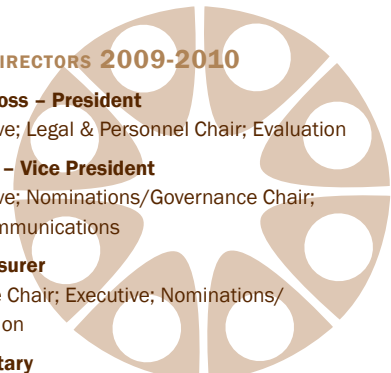 IRECTORS 2009-2010
oss – President
ve; Legal & Personnel Chair; Evaluation
– Vice President
ve; Nominations/Governance Chair;
mmunications
surer
e Chair; Executive; Nominations/
on
tary